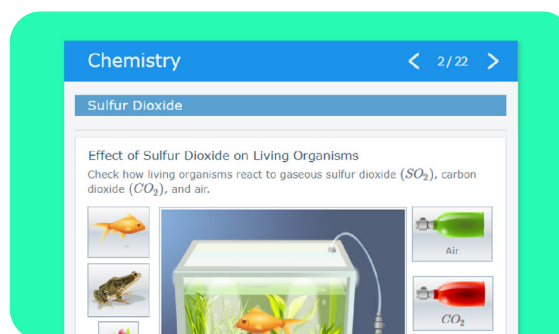 Chemistry
2/22
Sulfur Dioxide
Effect of Sulfur Dioxide on Living Organisms
Check how living organisms react to gaseous sulfur dioxide (SO₂), carbon
dioxide (CO₂), and air.
Air
CO₂